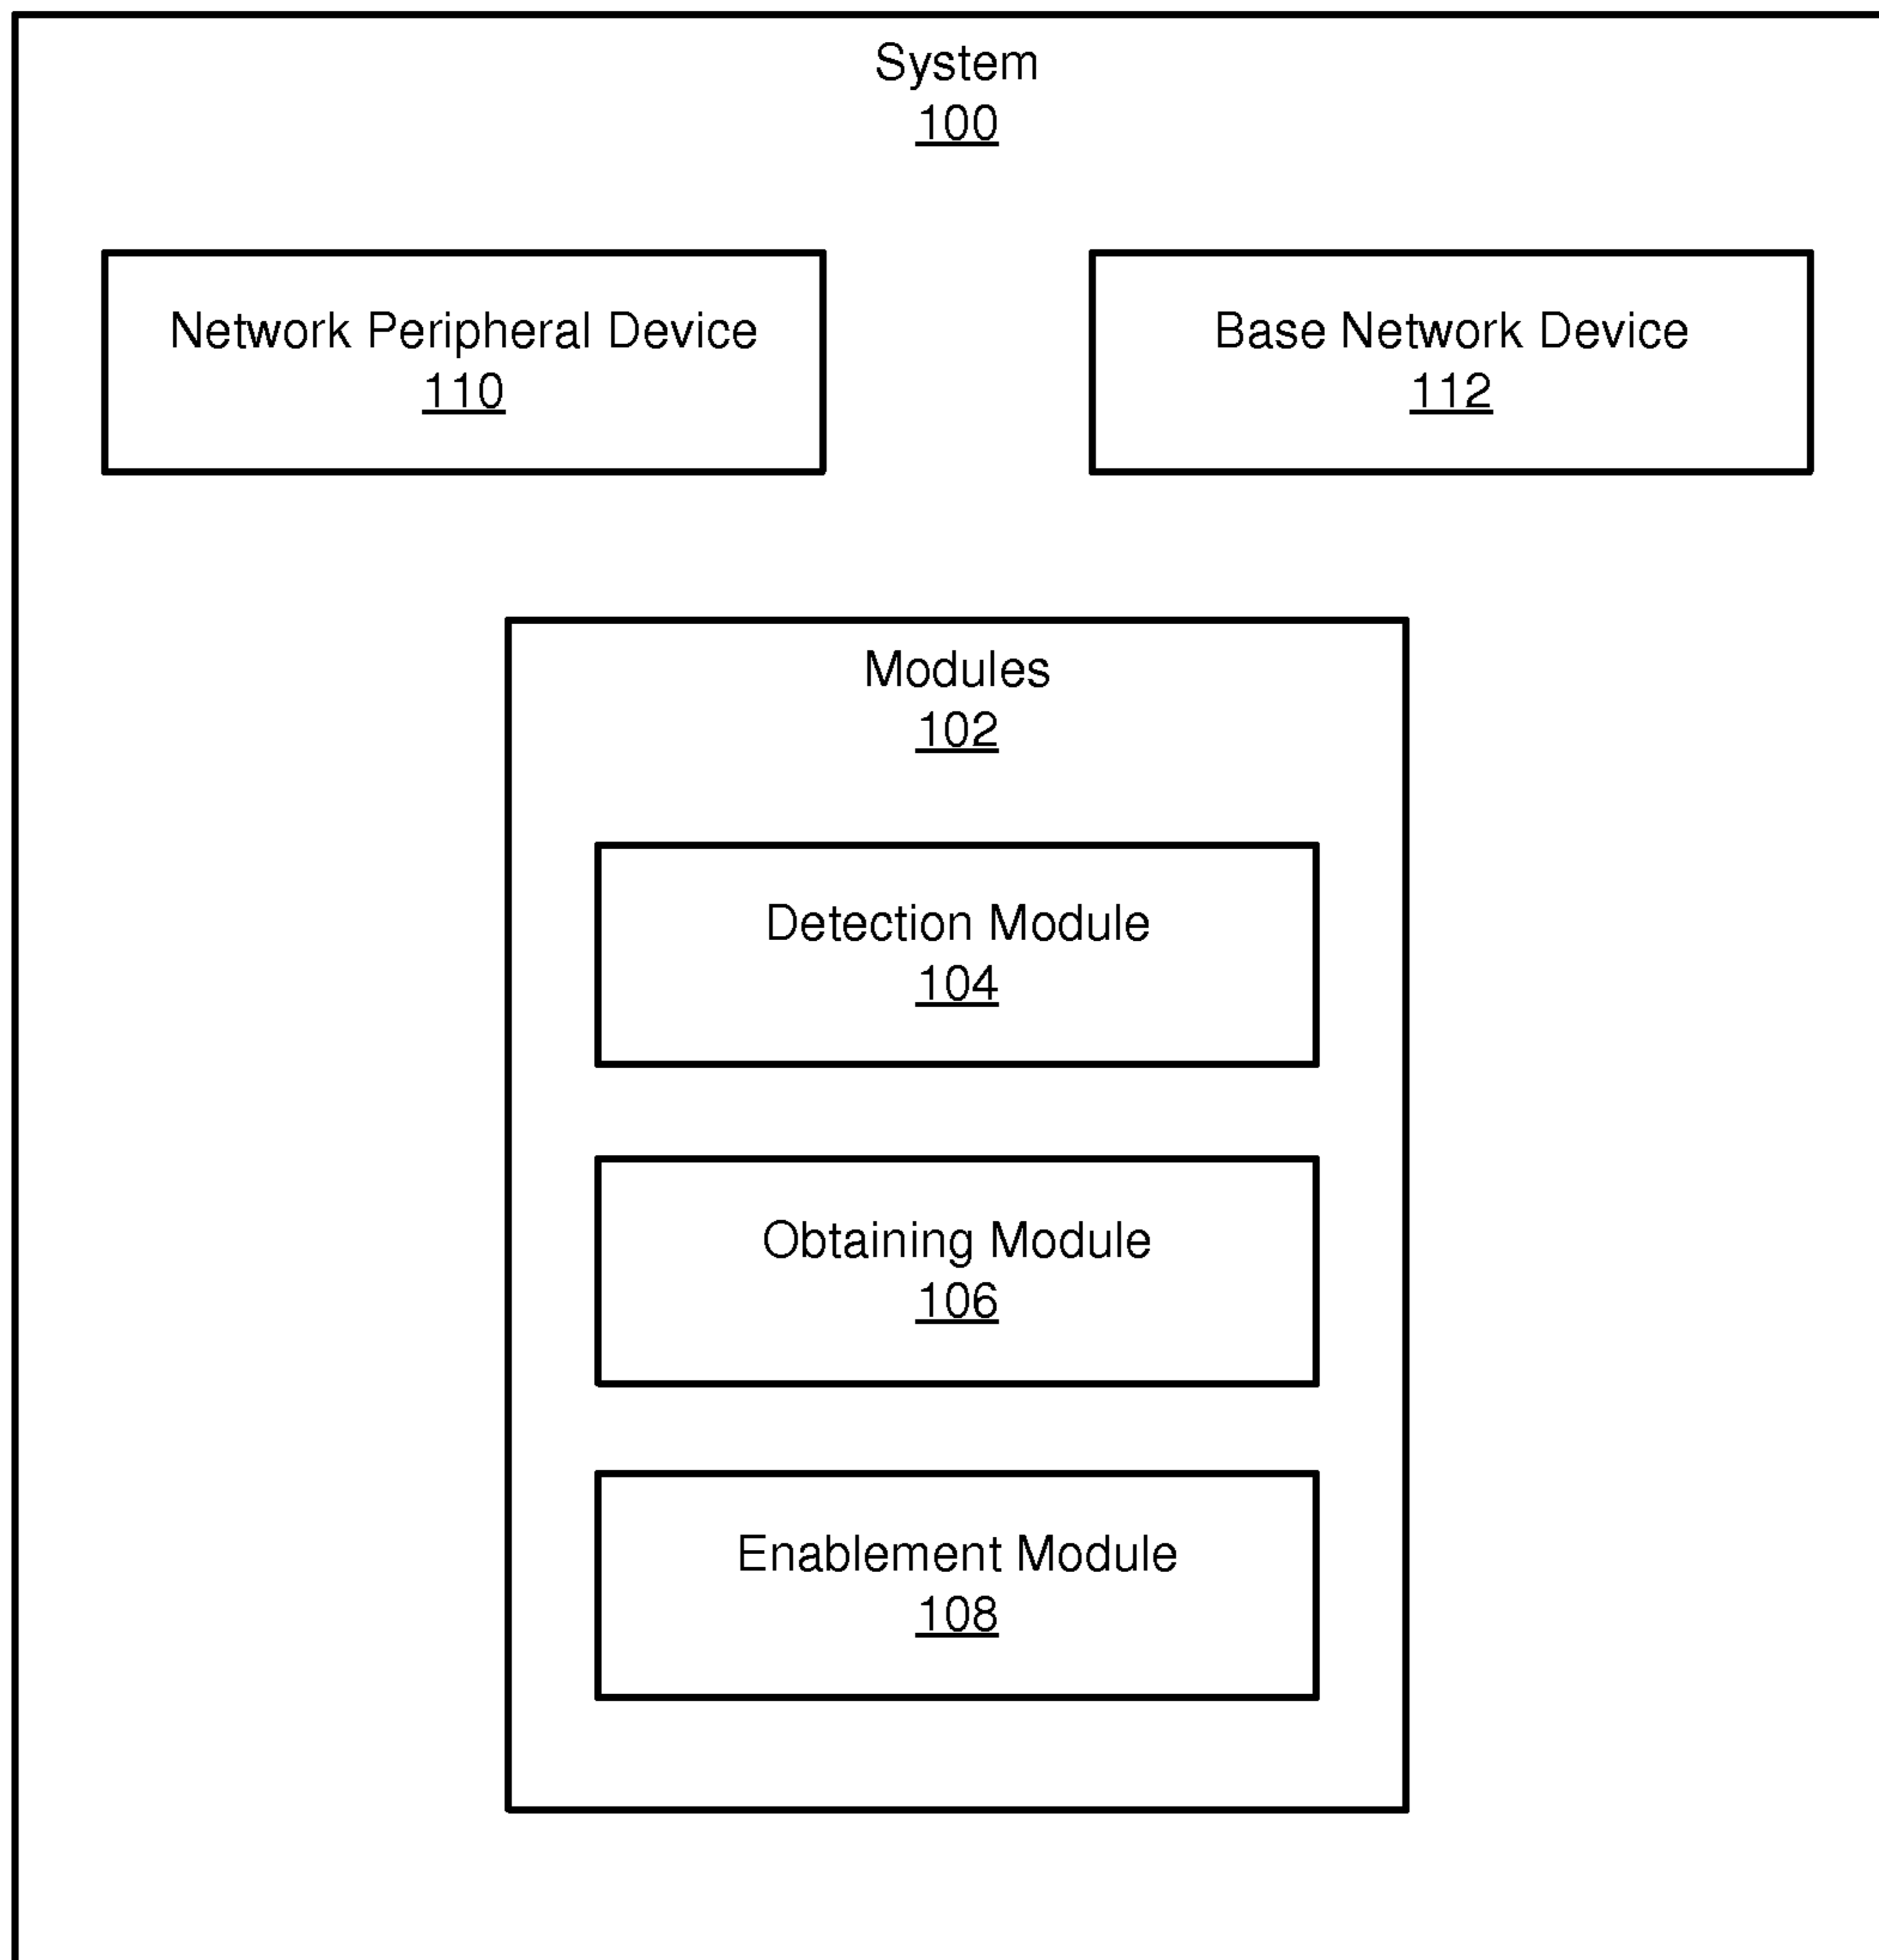 System
100
Network Peripheral Device
110
Base Network Device
112
Modules
102
Detection Module
104
Obtaining Module
106
Enablement Module
108